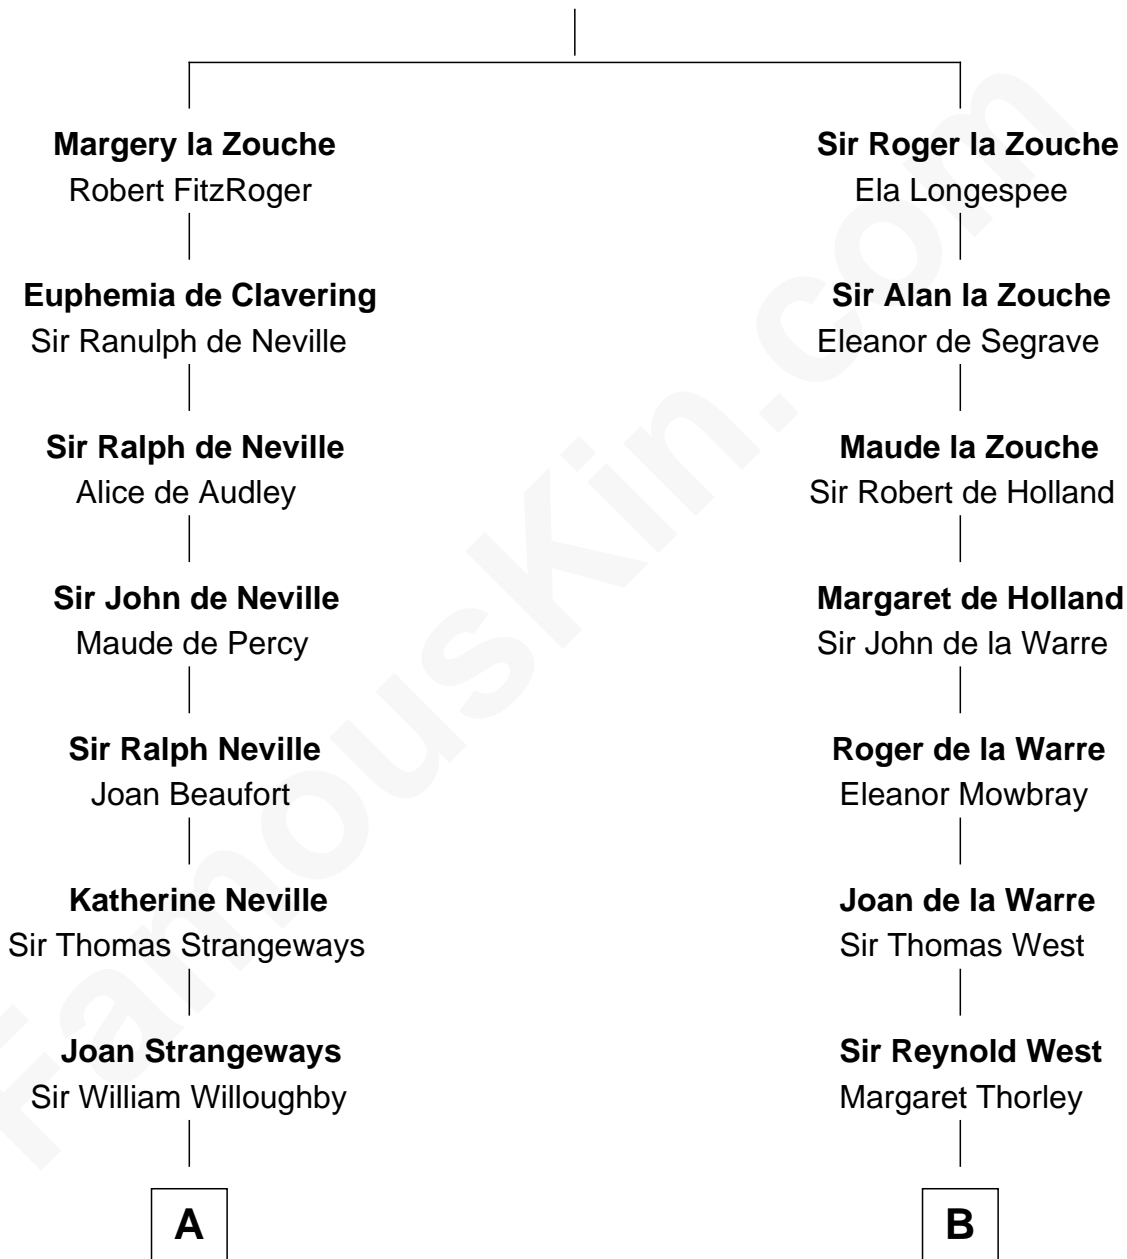 Margery la Zouche
Robert FitzRoger
Euphemia de Clavering
Sir Ranulph de Neville
Sir Ralph de Neville
Alice de Audley
Sir John de Neville
Maude de Percy
Sir Ralph Neville
Joan Beaufort
Katherine Neville
Sir Thomas Strangeways
Joan Strangeways
Sir William Willoughby
A
Sir Roger la Zouche
Ela Longespee
Sir Alan la Zouche
Eleanor de Segrave
Maude la Zouche
Sir Robert de Holland
Margaret de Holland
Sir John de la Warre
Roger de la Warre
Eleanor Mowbray
Joan de la Warre
Sir Thomas West
Sir Reynold West
Margaret Thorley
B
FamousKin.com